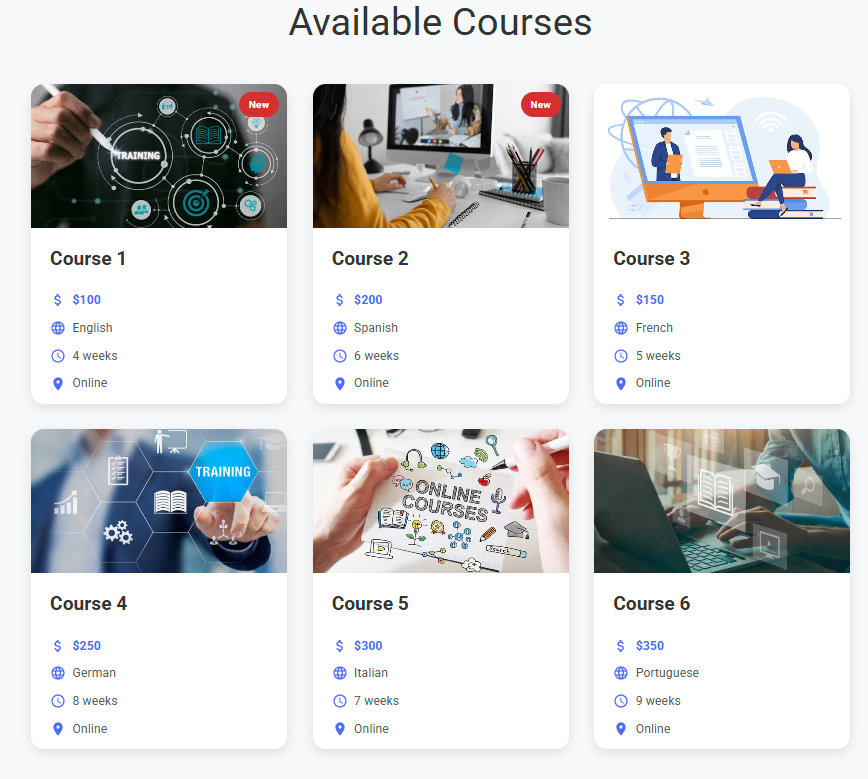 Available Courses
New
TRAINING
New
Course 1
$ $100
English
4 weeks
Online
Course 2
$ $200
Spanish
6 weeks
Online
Course 3
$ $150
French
5 weeks
Online
TRAINING
ONLINE
COURSES
Course 4
$ $250
German
8 weeks
Online
Course 5
$ $300
Italian
7 weeks
Online
Course 6
$ $350
Portuguese
9 weeks
Online